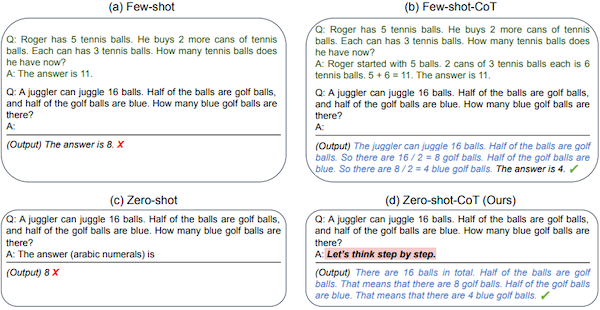 (a) Few-shot
Q: Roger has 5 tennis balls. He buys 2 more cans of tennis
balls. Each can has 3 tennis balls. How many tennis balls does
he have now?
A: The answer is 11.
Q: A juggler can juggle 16 balls. Half of the balls are golf balls,
and half of the golf balls are blue. How many blue golf balls are
there?
A:
(Output) The answer is 8. X
(b) Few-shot-CoT
Q: Roger has 5 tennis balls. He buys 2 more cans of tennis
balls. Each can has 3 tennis balls. How many tennis balls does
he have now?
A: Roger started with 5 balls. 2 cans of 3 tennis balls each is 6
tennis balls. 5 + 6 = 11. The answer is 11.
Q: A juggler can juggle 16 balls. Half of the balls are golf balls,
and half of the golf balls are blue. How many blue golf balls are
there?
A:
(Output) The juggler can juggle 16 balls. Half of the balls are golf
balls. So there are 16 / 2 = 8 golf balls. Half of the golf balls are
blue. So there are 8 / 2 = 4 blue golf balls. The answer is 4. ✓
(c) Zero-shot
Q: A juggler can juggle 16 balls. Half of the balls are golf balls,
and half of the golf balls are blue. How many blue golf balls are
there?
A: The answer (arabic numerals) is
(Output) 8 X
(d) Zero-shot-CoT (Ours)
Q: A juggler can juggle 16 balls. Half of the balls are golf balls,
and half of the golf balls are blue. How many blue golf balls are
there?
A: Let's think step by step.
(Output) There are 16 balls in total. Half of the balls are golf
balls. That means that there are 8 golf balls. Half of the golf balls
are blue. That means that there are 4 blue golf balls. ✓